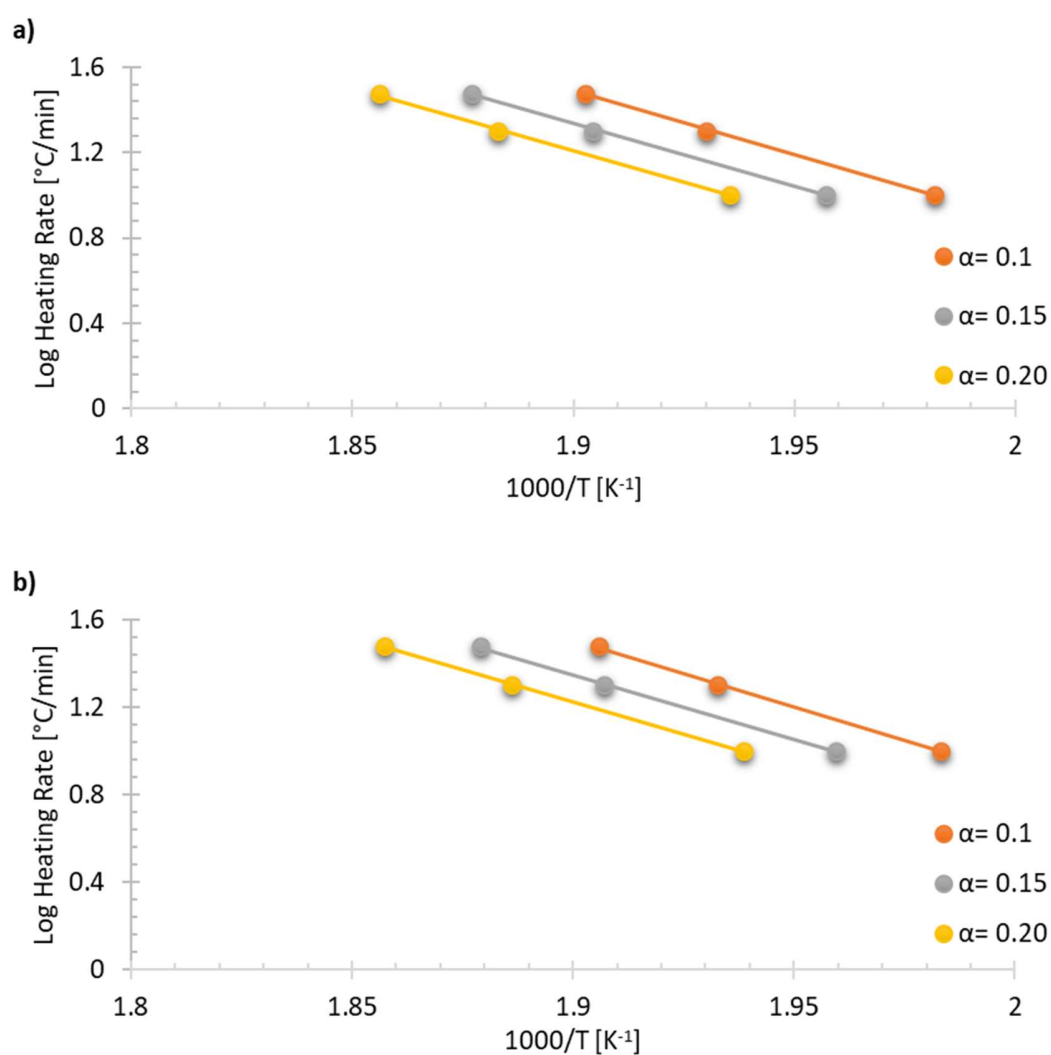 a)
Log Heating Rate [°C/min]
1.6
1.2
0.8
0.4
0
1.8
1.85
1.9
1.95
2
1000/T [K⁻¹]
α= 0.1
α= 0.15
α= 0.20
b)
Log Heating Rate [°C/min]
1.6
1.2
0.8
0.4
0
1.8
1.85
1.9
1.95
2
1000/T [K⁻¹]
α= 0.1
α= 0.15
α= 0.20